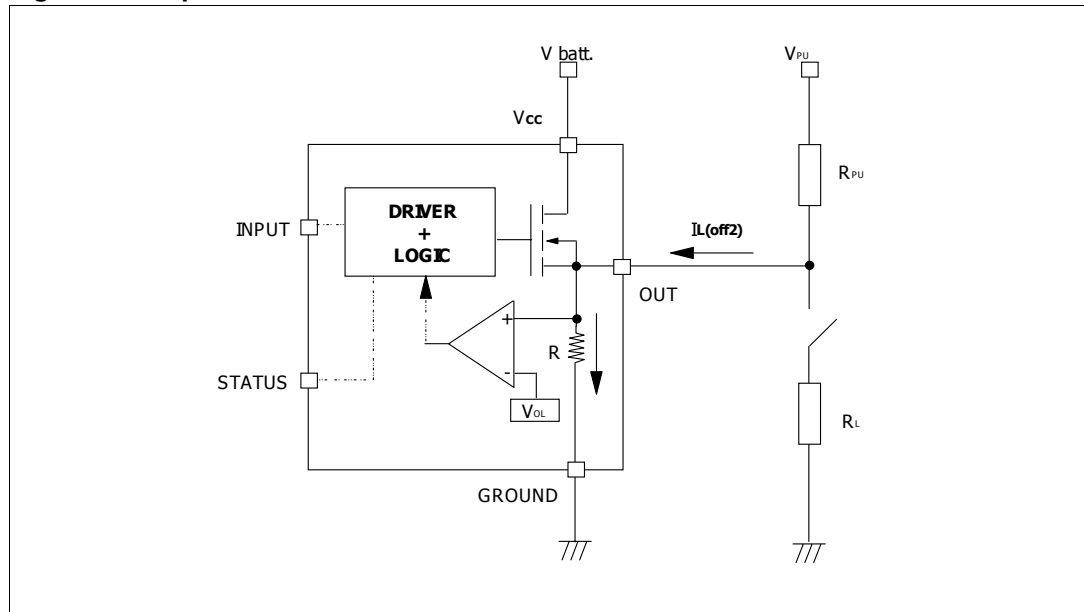 V batt.
VPU
Vcc
RPU
DRIVER
+
LOGIC
INPUT
IL(off2)
OUT
+
R
-
STATUS
VOL
RL
GROUND